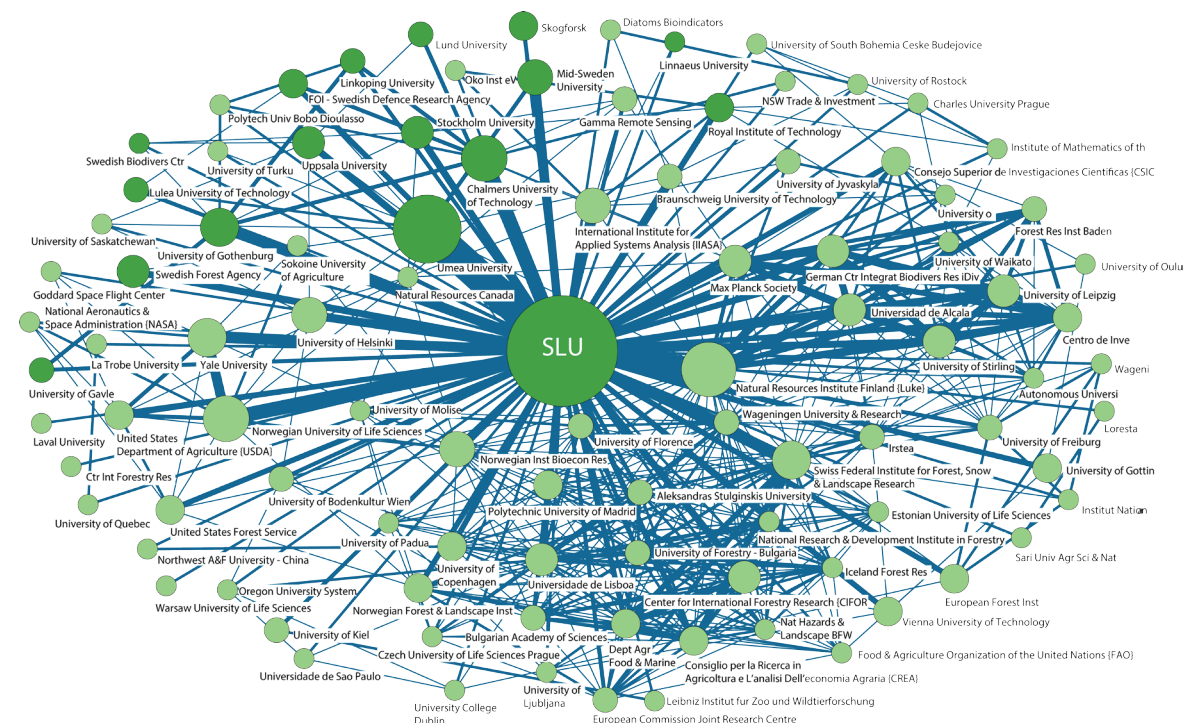 Diatoms Bioindicators
Skogforsk
Lund University
University of South Bohemia Ceske Budejovice
Linnaeus University
Mid-Sweden
University
Oko Inst eV
Linkoping University
University of Rostock
FOI - Swedish Defence Research Agency
NSW Trade & Investment
Charles University Prague
Polytech Univ Bobo Dioulasso
Stockholm University
Gamma Remote Sensing
Royal Institute of Technology
Institute of Mathematics of th
Swedish Biodivers Ctr
Uppsala University
University of Turku
Consejo Superior de Investigaciones Cientificas {CSIC
University of Jyvaskyla
Lulea University of Technology
Chalmers University
of Technology
Braunschweig University of Technology
University o
Forest Res Inst Baden
University of Saskatchewan
University of Gothenburg
International Institute for
Applied Systems Analysis {IIASA}
University of Waikato
Sokoine University
of Agriculture
Umea University
Swedish Forest Agency
German Ctr Integrat Biodivers Res iDiv
University of Oulu
Max Planck Society
Natural Resources Canada
Goddard Space Flight Center
National Aeronautics &
Space Administration {NASA}
University of Leipzig
Universidad de Alcala
University of Helsinki
SLU
Centro de Inve
La Trobe University
Yale University
University of Stirling
Wageni
University of Gavle
Natural Resources Institute Finland {Luke}
Autonomous Universi
University of Molise
Wageningen University & Research
Loresta
Norwegian University of Life Sciences
Laval University
United States
Department of Agriculture {USDA}
University of Florence
Irstea
University of Freiburg
Norwegian Inst Bioecon Res
Swiss Federal Institute for Forest, Snow
& Landscape Research
University of Gottin
Ctr Int Forestry Res
Aleksandras Stulginskis University
University of Bodenkultur Wien
Institut Nation
Polytechnic University of Madrid
Estonian University of Life Sciences
University of Quebec
United States Forest Service
National Research & Development Institute in Forestry
University of Padua
University of Forestry - Bulgaria
Sari Univ Agr Sci & Nat
Northwest A&F University - China
University of
Copenhagen
Universidade de Lisboa
Iceland Forest Res
Oregon University System
Center for International Forestry Research {CIFOR
European Forest Inst
Warsaw University of Life Sciences
Norwegian Forest & Landscape Inst
Nat Hazards &
Landscape BFW
Vienna University of Technology
University of Kiel
Bulgarian Academy of Sciences
Dept Agr
Food & Marine
Czech University of Life Sciences Prague
Food & Agriculture Organization of the United Nations {FAO}
Consiglio per la Ricerca in
Agricoltura e L'analisi Dell'economia Agraria {CREA}
Universidade de Sao Paulo
University of
Ljubljana
University College
Dublin
Leibniz Institut fur Zoo und Wildtierforschung
European Commission Joint Research Centre